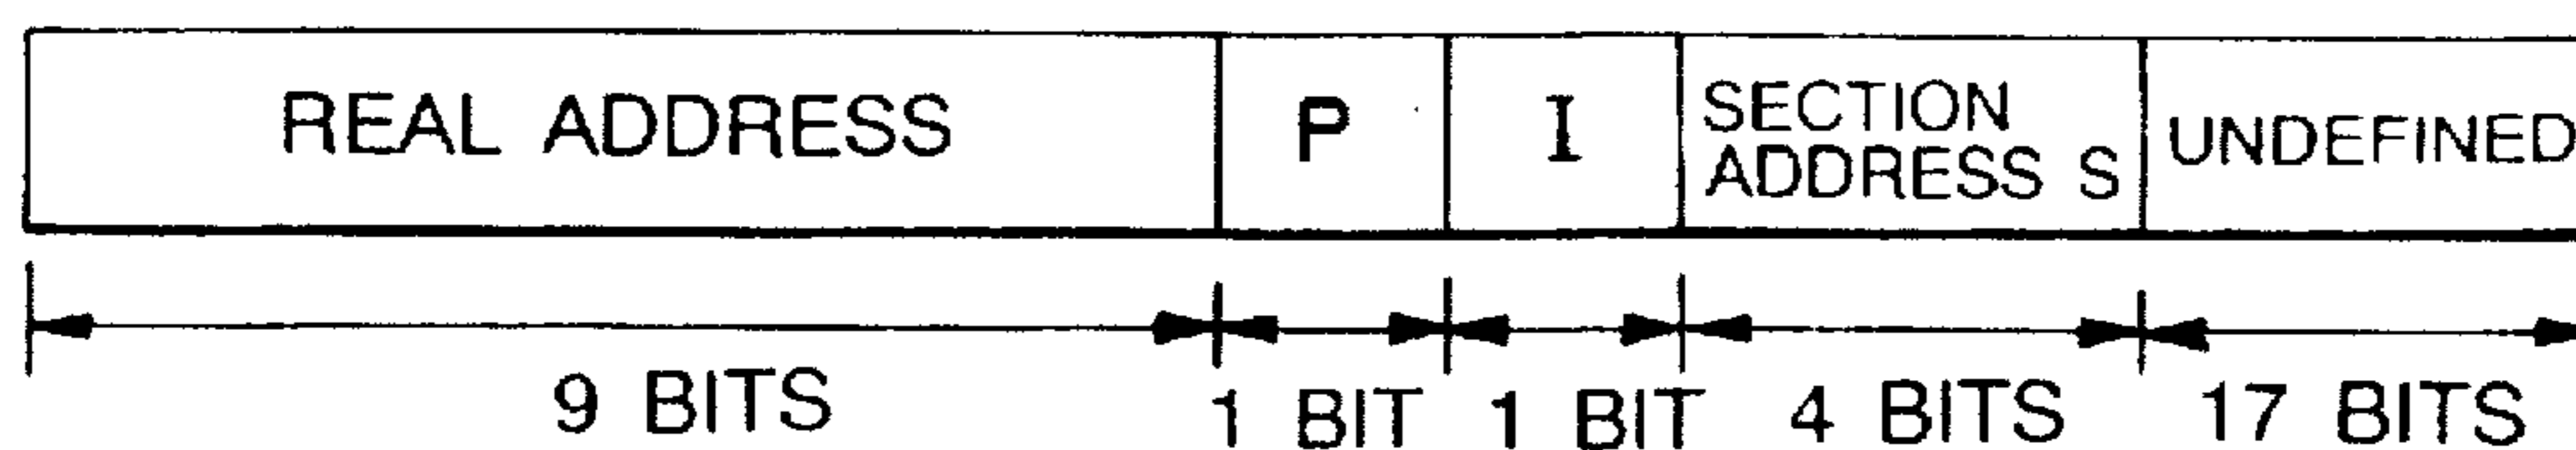 REAL ADDRESS
P
I
SECTION
ADDRESS S
UNDEFINED
9 BITS
1 BIT
1 BIT
4 BITS
17 BITS